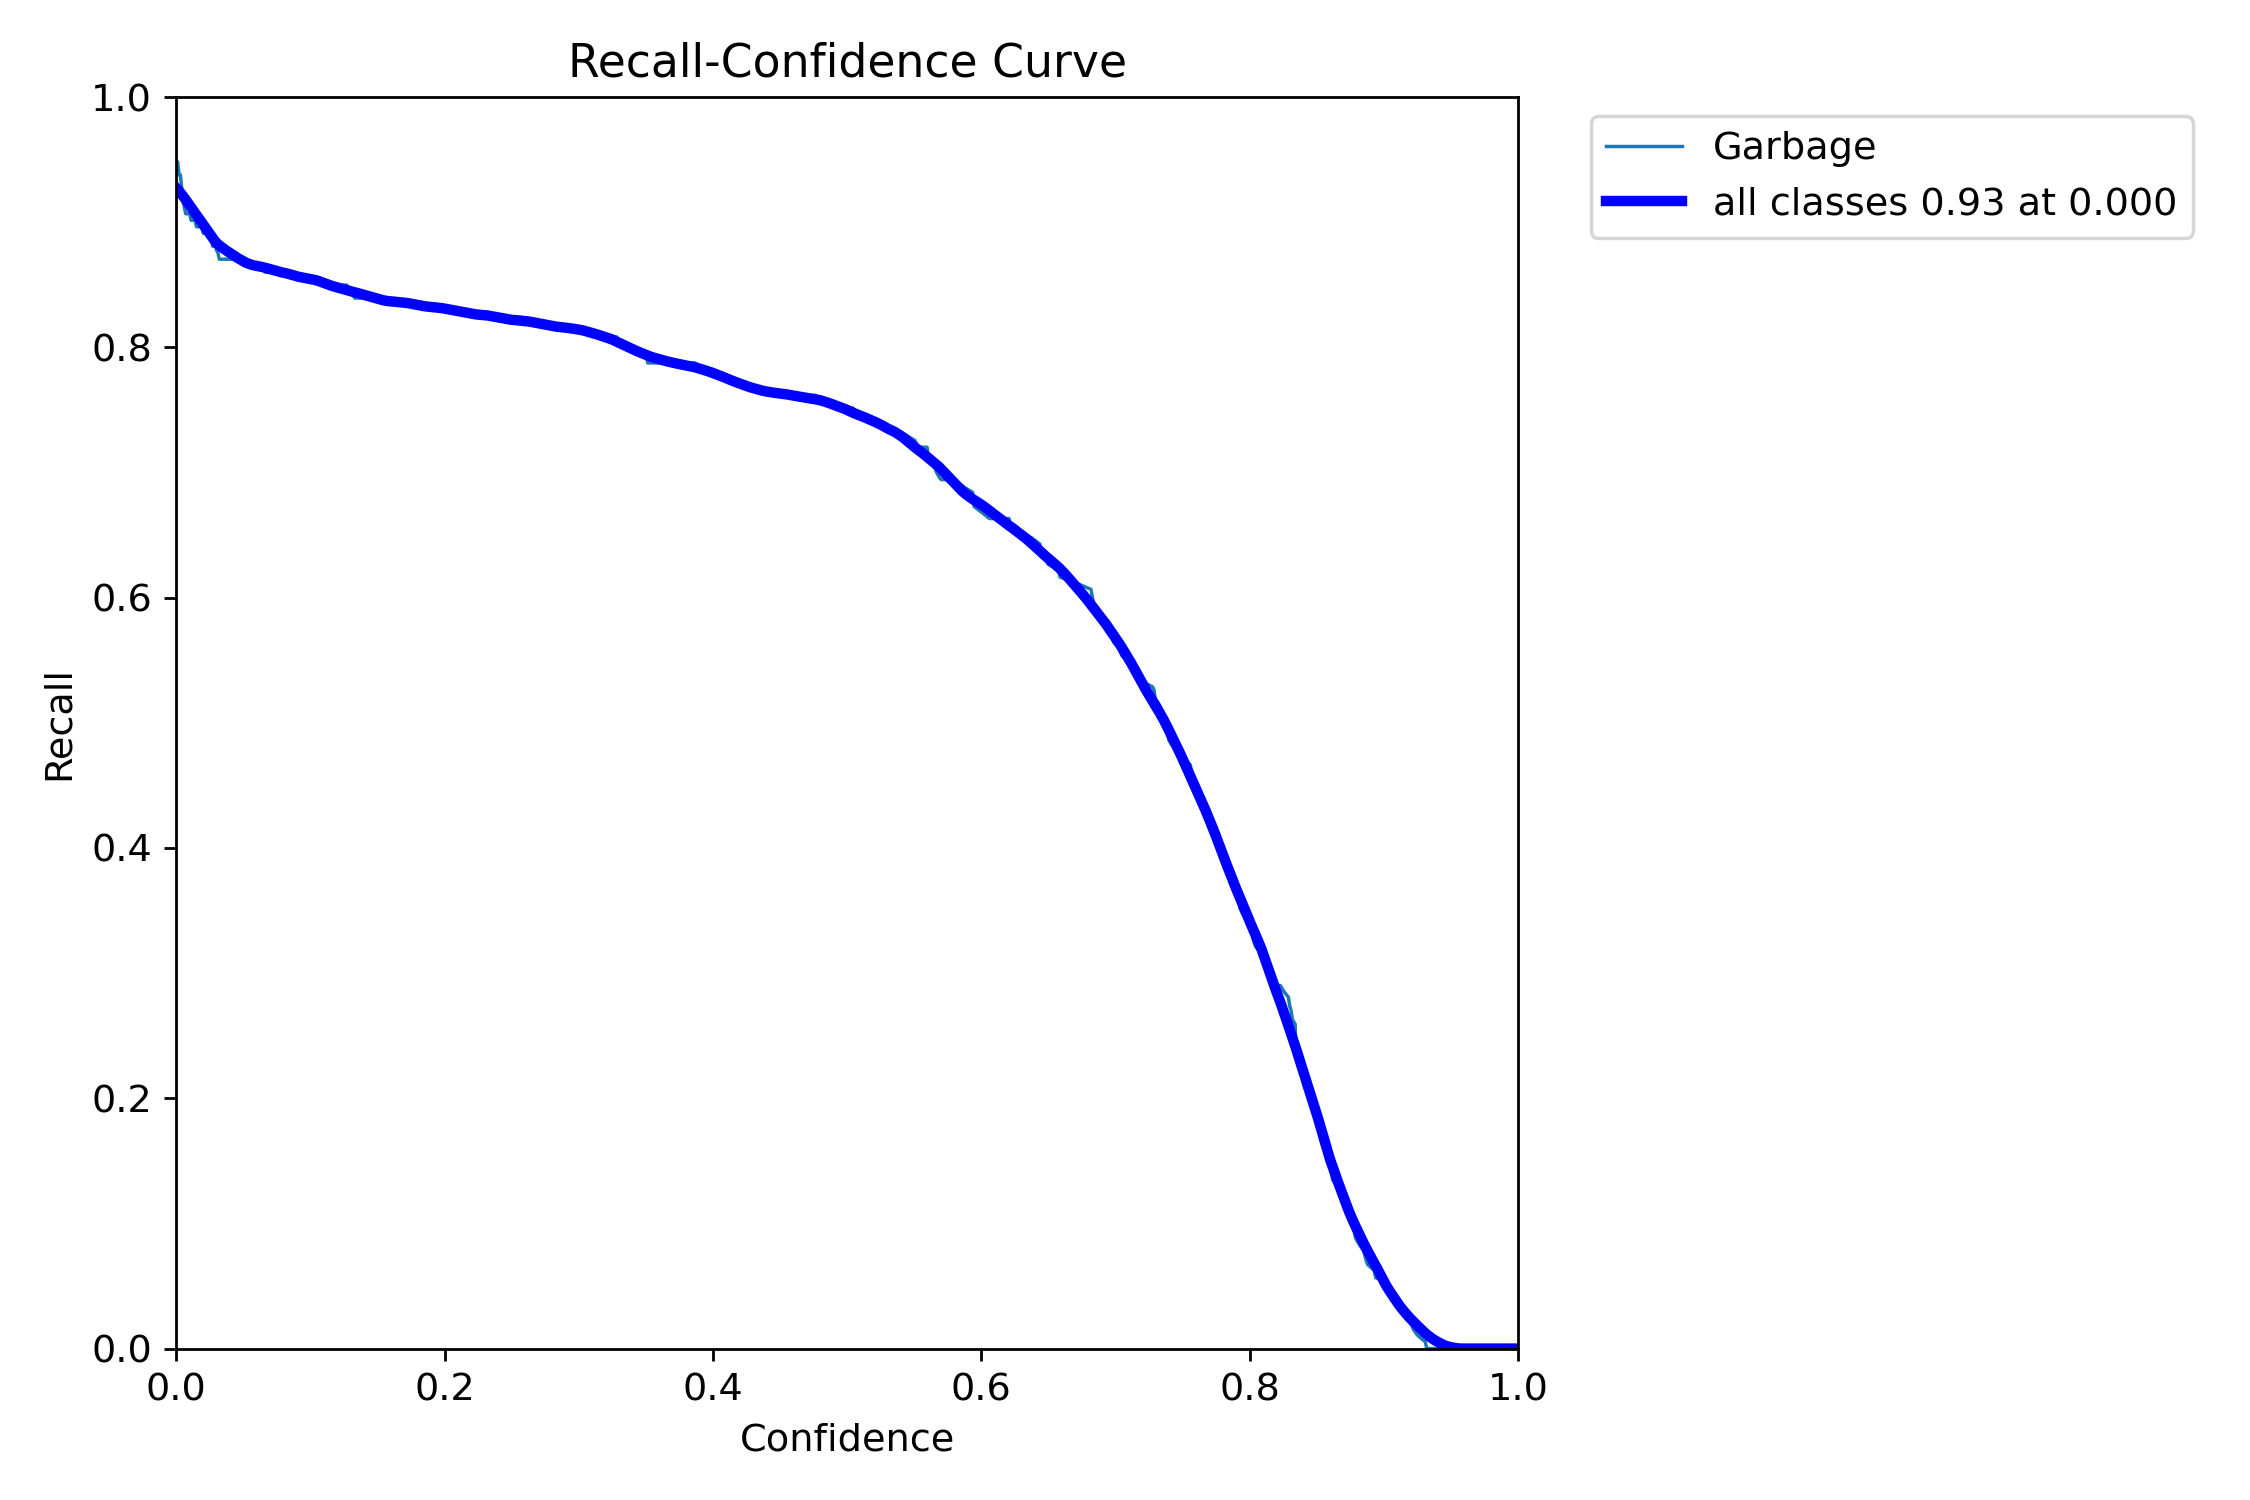 Recall-Confidence Curve
1.0
0.8
0.6
0.4
0.2
0.0
Recall
0.0 0.2 0.4 0.6 0.8 1.0
Confidence
Garbage
all classes 0.93 at 0.000